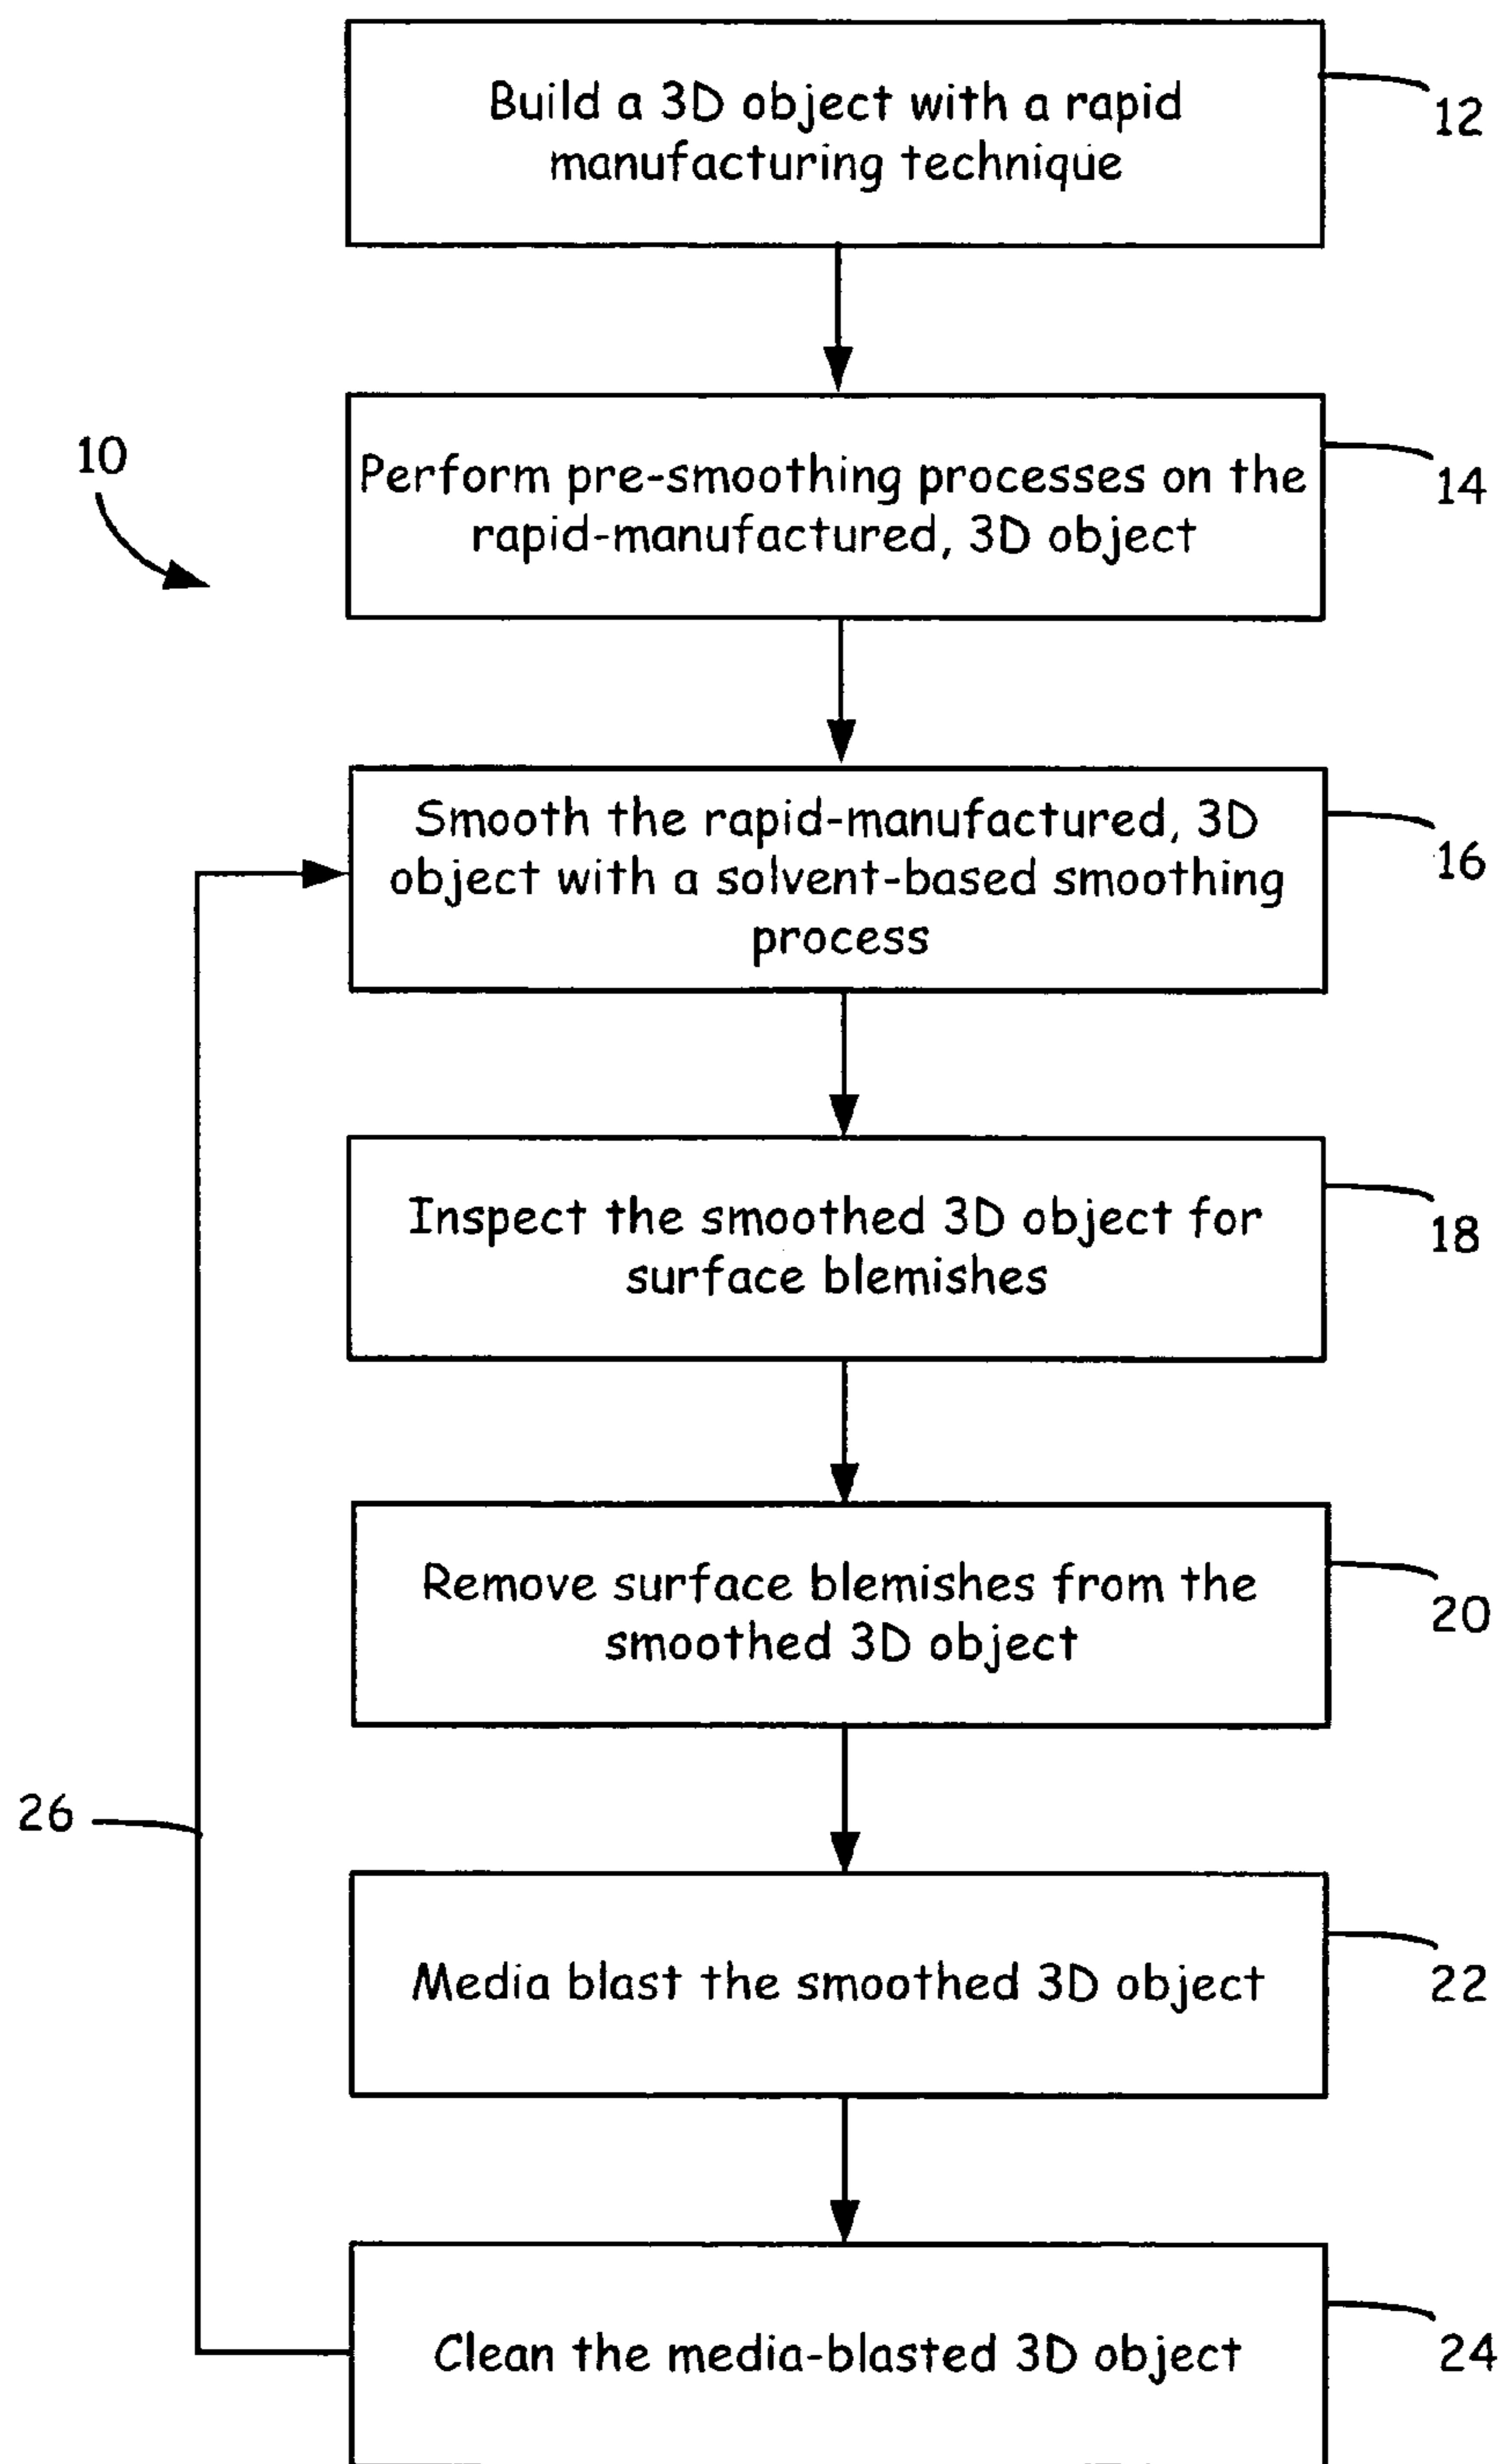 Build a 3D object with a rapid
manufacturing technique
12
10
Perform pre-smoothing processes on the
rapid-manufactured, 3D object
14
Smooth the rapid-manufactured, 3D
object with a solvent-based smoothing
process
16
Inspect the smoothed 3D object for
surface blemishes
18
Remove surface blemishes from the
smoothed 3D object
20
26
Media blast the smoothed 3D object
22
Clean the media-blasted 3D object
24